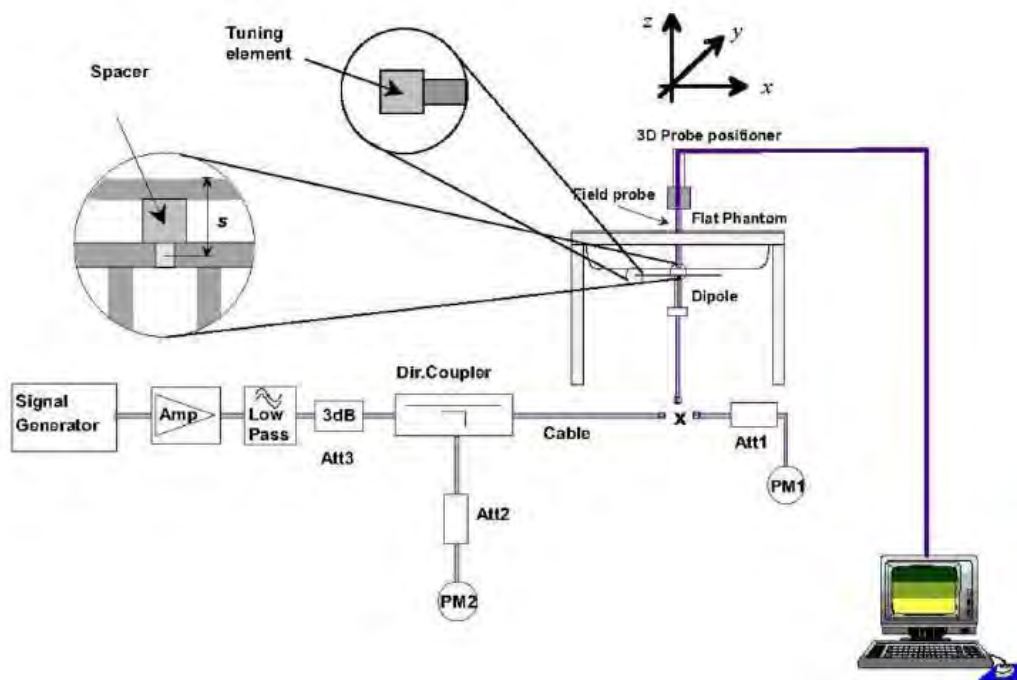 Tuning
element
Spacer
s
z
y
x
3D Probe positioner
Field probe
Flat Phantom
Dipole
Dir.Coupler
Signal
Generator
Amp
Low
Pass
3dB
Att3
Cable
x
Att1
PM1
Att2
PM2